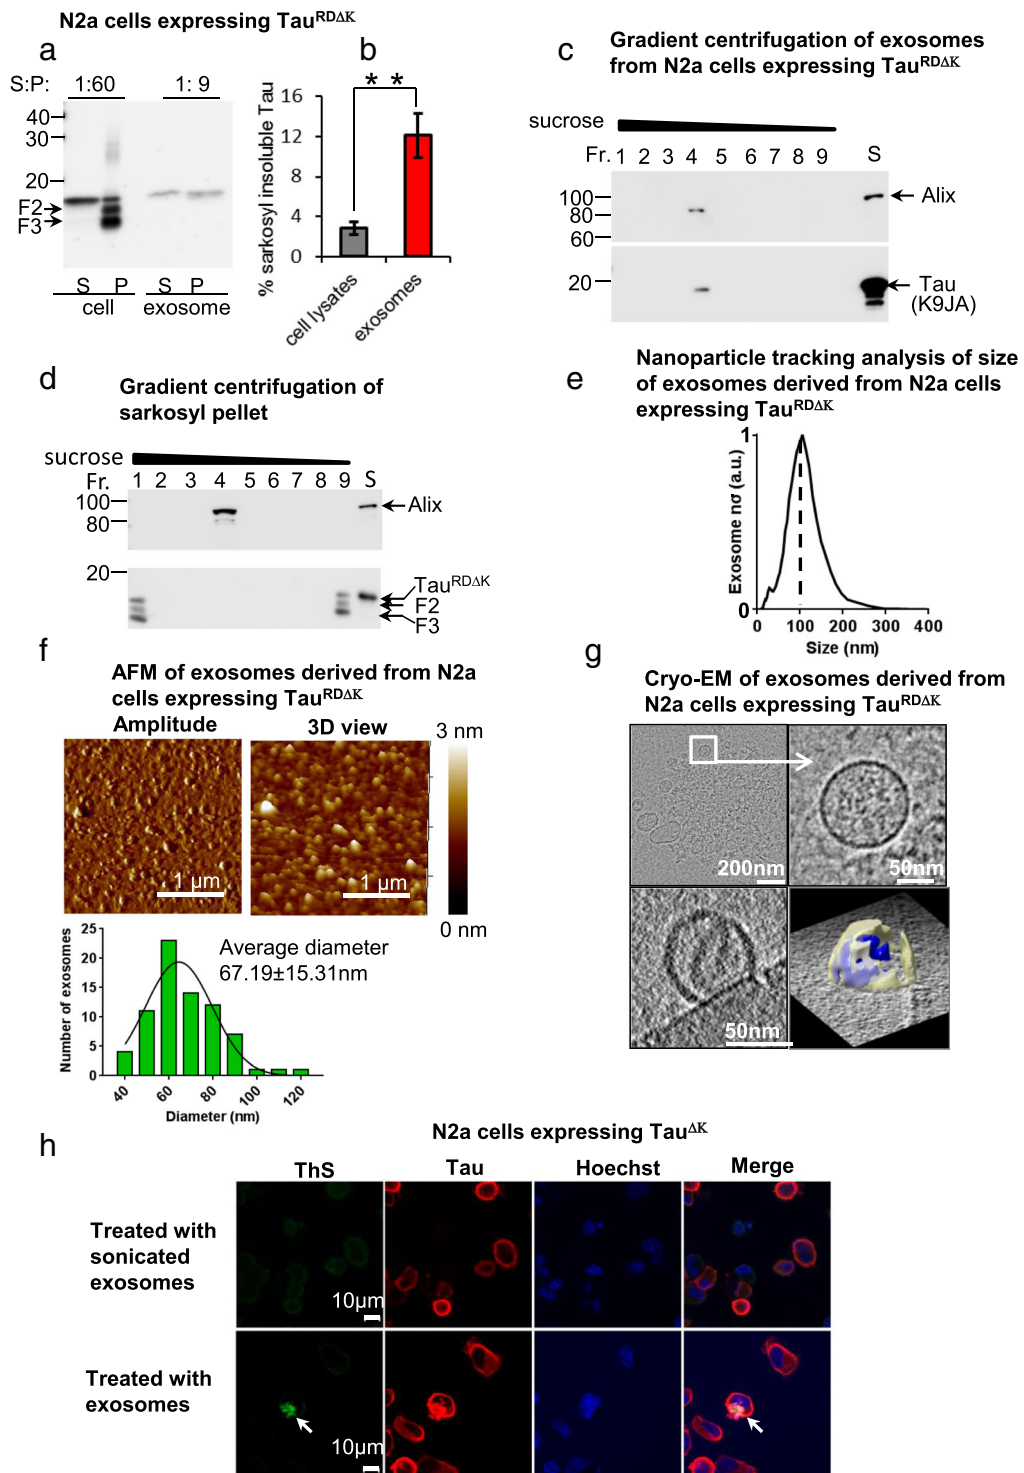 N2a cells expressing Tau^RDΔK
a
S:P: 1:60 1: 9
40
30
20
F2
F3
S P S P
cell exosome
b
% sarkosyl insoluble Tau
16
12
8
4
0
* *
cell lysates
exosomes
c
Gradient centrifugation of exosomes
from N2a cells expressing Tau^RDΔK
sucrose
Fr. 1 2 3 4 5 6 7 8 9 S
100
80
60
Alix
20
Tau
(K9JA)
d
Gradient centrifugation of
sarkosyl pellet
sucrose
Fr. 1 2 3 4 5 6 7 8 9 S
100
80
Alix
20
Tau^RDΔK
F2
F3
e
Nanoparticle tracking analysis of size
of exosomes derived from N2a cells
expressing Tau^RDΔK
Exosome nσ (a.u.)
1
0
0 100 200 300 400
Size (nm)
f
AFM of exosomes derived from N2a
cells expressing Tau^RDΔK
Amplitude 3D view
3 nm
1 µm 1 µm
0 nm
Number of exosomes
25
20
15
10
5
0
Average diameter
67.19±15.31nm
40 60 80 100 120
Diameter (nm)
g
Cryo-EM of exosomes derived from
N2a cells expressing Tau^RDΔK
200nm 50nm
50nm
h
N2a cells expressing Tau^ΔK
ThS Tau Hoechst Merge
Treated with
sonicated
exosomes
10µm
Treated with
exosomes
10µm